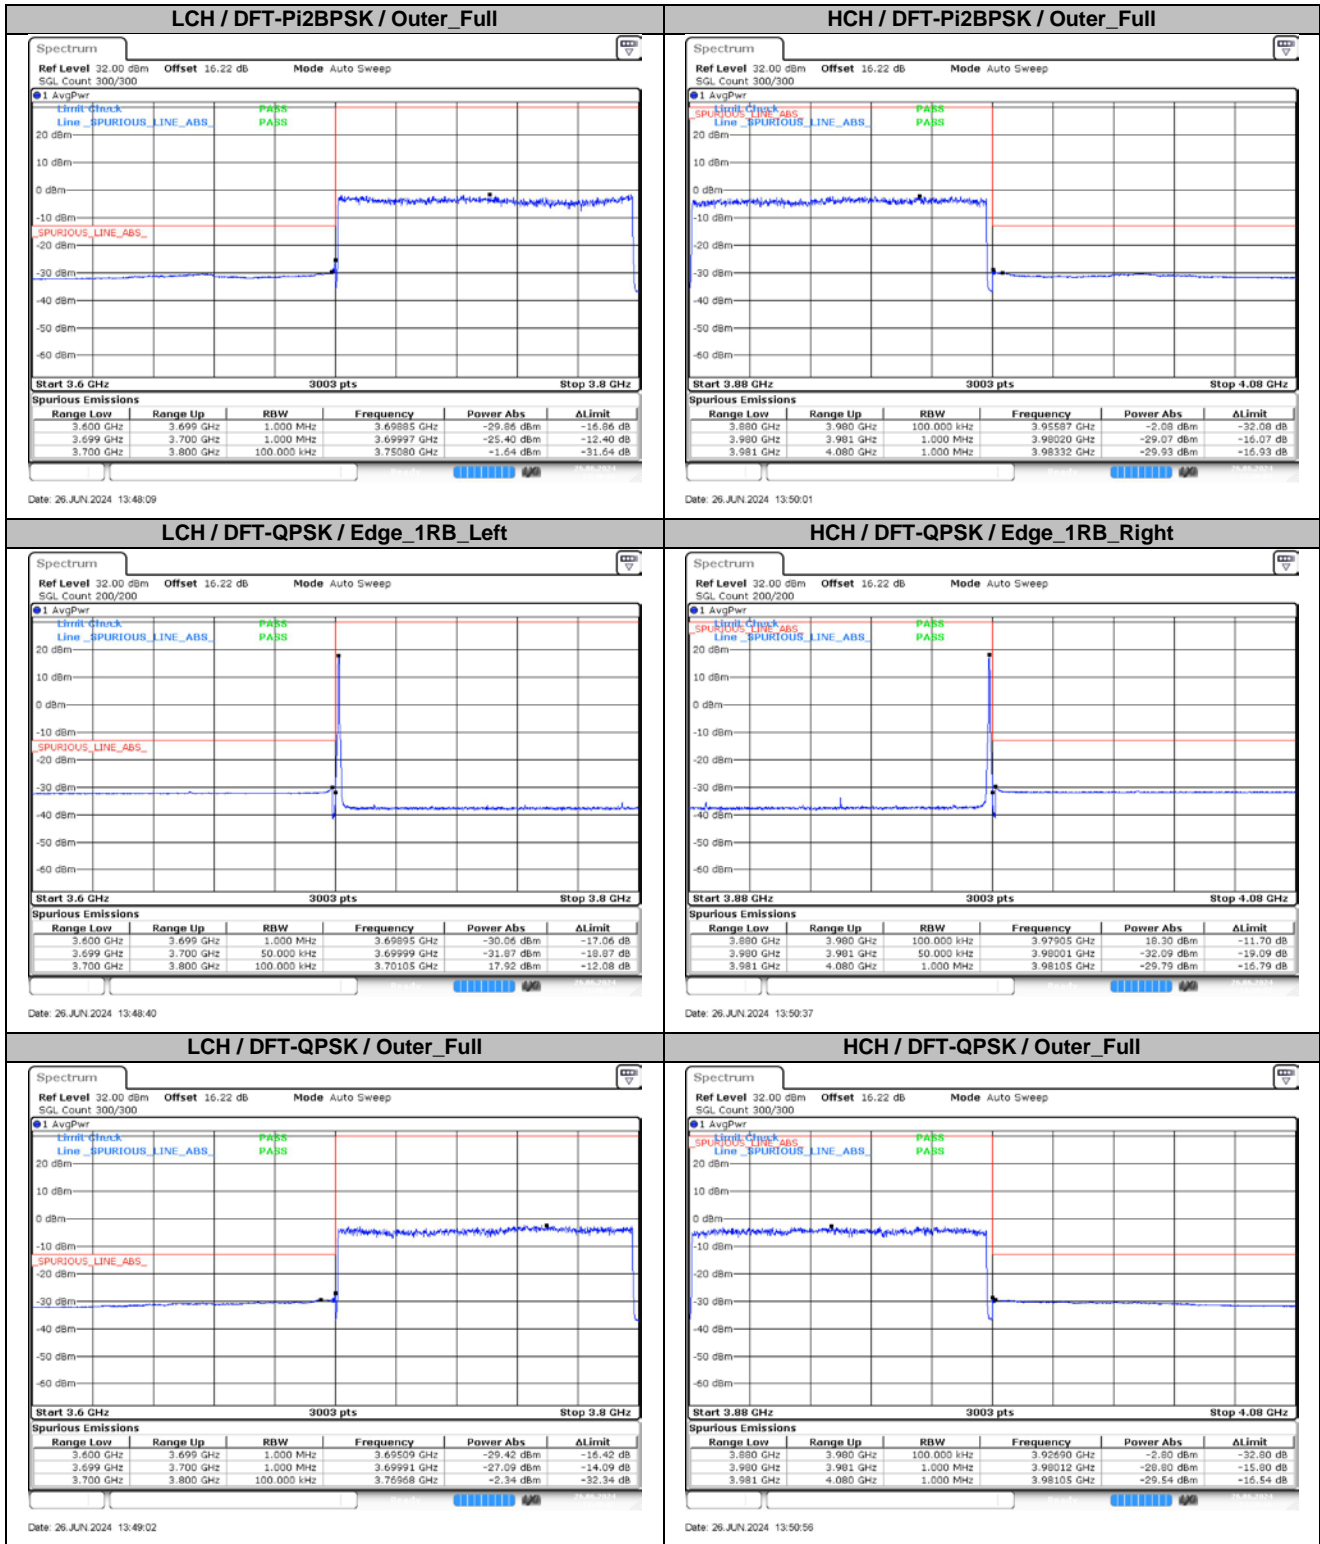 LCH / DFT-Pi2BPSK / Outer_Full
Spectrum
Ref Level 32.00 dBm Offset 16.22 dB Mode Auto Sweep
SGL Count 300/300
1 AvgPwr
Limit Check PASS
Line _SPURIOUS_LINE_ABS_ PASS
20 dBm
10 dBm
0 dBm
-10 dBm
_SPURIOUS_LINE_ABS_
-20 dBm
-30 dBm
-40 dBm
-50 dBm
-60 dBm
Start 3.6 GHz 3003 pts Stop 3.8 GHz
Spurious Emissions
Range Low Range Up RBW Frequency Power Abs ΔLimit
3.600 GHz 3.699 GHz 1.000 MHz 3.69885 GHz -29.86 dBm -16.86 dB
3.699 GHz 3.700 GHz 1.000 MHz 3.69997 GHz -25.40 dBm -12.40 dB
3.700 GHz 3.800 GHz 100.000 kHz 3.75080 GHz -1.64 dBm -31.64 dB
Date: 26.JUN.2024 13:48:09
HCH / DFT-Pi2BPSK / Outer_Full
Spectrum
Ref Level 32.00 dBm Offset 16.22 dB Mode Auto Sweep
SGL Count 300/300
1 AvgPwr
Limit Check PASS
_SPURIOUS_LINE_ABS_
Line _SPURIOUS_LINE_ABS_ PASS
20 dBm
10 dBm
0 dBm
-10 dBm
-20 dBm
-30 dBm
-40 dBm
-50 dBm
-60 dBm
Start 3.88 GHz 3003 pts Stop 4.08 GHz
Spurious Emissions
Range Low Range Up RBW Frequency Power Abs ΔLimit
3.880 GHz 3.980 GHz 100.000 kHz 3.95587 GHz -2.08 dBm -32.08 dB
3.980 GHz 3.981 GHz 1.000 MHz 3.98020 GHz -29.07 dBm -16.07 dB
3.981 GHz 4.080 GHz 1.000 MHz 3.98332 GHz -29.93 dBm -16.93 dB
Date: 26.JUN.2024 13:50:01
LCH / DFT-QPSK / Edge_1RB_Left
Spectrum
Ref Level 32.00 dBm Offset 16.22 dB Mode Auto Sweep
SGL Count 200/200
1 AvgPwr
Limit Check PASS
Line _SPURIOUS_LINE_ABS_ PASS
20 dBm
10 dBm
0 dBm
-10 dBm
_SPURIOUS_LINE_ABS_
-20 dBm
-30 dBm
-40 dBm
-50 dBm
-60 dBm
Start 3.6 GHz 3003 pts Stop 3.8 GHz
Spurious Emissions
Range Low Range Up RBW Frequency Power Abs ΔLimit
3.600 GHz 3.699 GHz 1.000 MHz 3.69895 GHz -30.06 dBm -17.06 dB
3.699 GHz 3.700 GHz 50.000 kHz 3.69999 GHz -31.87 dBm -18.87 dB
3.700 GHz 3.800 GHz 100.000 kHz 3.70105 GHz 17.92 dBm -12.08 dB
Date: 26.JUN.2024 13:48:40
HCH / DFT-QPSK / Edge_1RB_Right
Spectrum
Ref Level 32.00 dBm Offset 16.22 dB Mode Auto Sweep
SGL Count 200/200
1 AvgPwr
Limit Check PASS
_SPURIOUS_LINE_ABS_
Line _SPURIOUS_LINE_ABS_ PASS
20 dBm
10 dBm
0 dBm
-10 dBm
-20 dBm
-30 dBm
-40 dBm
-50 dBm
-60 dBm
Start 3.88 GHz 3003 pts Stop 4.08 GHz
Spurious Emissions
Range Low Range Up RBW Frequency Power Abs ΔLimit
3.880 GHz 3.980 GHz 100.000 kHz 3.97905 GHz 18.30 dBm -11.70 dB
3.980 GHz 3.981 GHz 50.000 kHz 3.98001 GHz -32.09 dBm -19.09 dB
3.981 GHz 4.080 GHz 1.000 MHz 3.98105 GHz -29.79 dBm -16.79 dB
Date: 26.JUN.2024 13:50:37
LCH / DFT-QPSK / Outer_Full
Spectrum
Ref Level 32.00 dBm Offset 16.22 dB Mode Auto Sweep
SGL Count 300/300
1 AvgPwr
Limit Check PASS
Line _SPURIOUS_LINE_ABS_ PASS
20 dBm
10 dBm
0 dBm
-10 dBm
_SPURIOUS_LINE_ABS_
-20 dBm
-30 dBm
-40 dBm
-50 dBm
-60 dBm
Start 3.6 GHz 3003 pts Stop 3.8 GHz
Spurious Emissions
Range Low Range Up RBW Frequency Power Abs ΔLimit
3.600 GHz 3.699 GHz 1.000 MHz 3.69509 GHz -29.42 dBm -16.42 dB
3.699 GHz 3.700 GHz 1.000 MHz 3.69991 GHz -27.09 dBm -14.09 dB
3.700 GHz 3.800 GHz 100.000 kHz 3.76968 GHz -2.34 dBm -32.34 dB
Date: 26.JUN.2024 13:49:02
HCH / DFT-QPSK / Outer_Full
Spectrum
Ref Level 32.00 dBm Offset 16.22 dB Mode Auto Sweep
SGL Count 300/300
1 AvgPwr
Limit Check PASS
_SPURIOUS_LINE_ABS_
Line _SPURIOUS_LINE_ABS_ PASS
20 dBm
10 dBm
0 dBm
-10 dBm
-20 dBm
-30 dBm
-40 dBm
-50 dBm
-60 dBm
Start 3.88 GHz 3003 pts Stop 4.08 GHz
Spurious Emissions
Range Low Range Up RBW Frequency Power Abs ΔLimit
3.880 GHz 3.980 GHz 100.000 kHz 3.92690 GHz -2.80 dBm -32.80 dB
3.980 GHz 3.981 GHz 1.000 MHz 3.98012 GHz -28.80 dBm -15.80 dB
3.981 GHz 4.080 GHz 1.000 MHz 3.98105 GHz -29.54 dBm -16.54 dB
Date: 26.JUN.2024 13:50:56